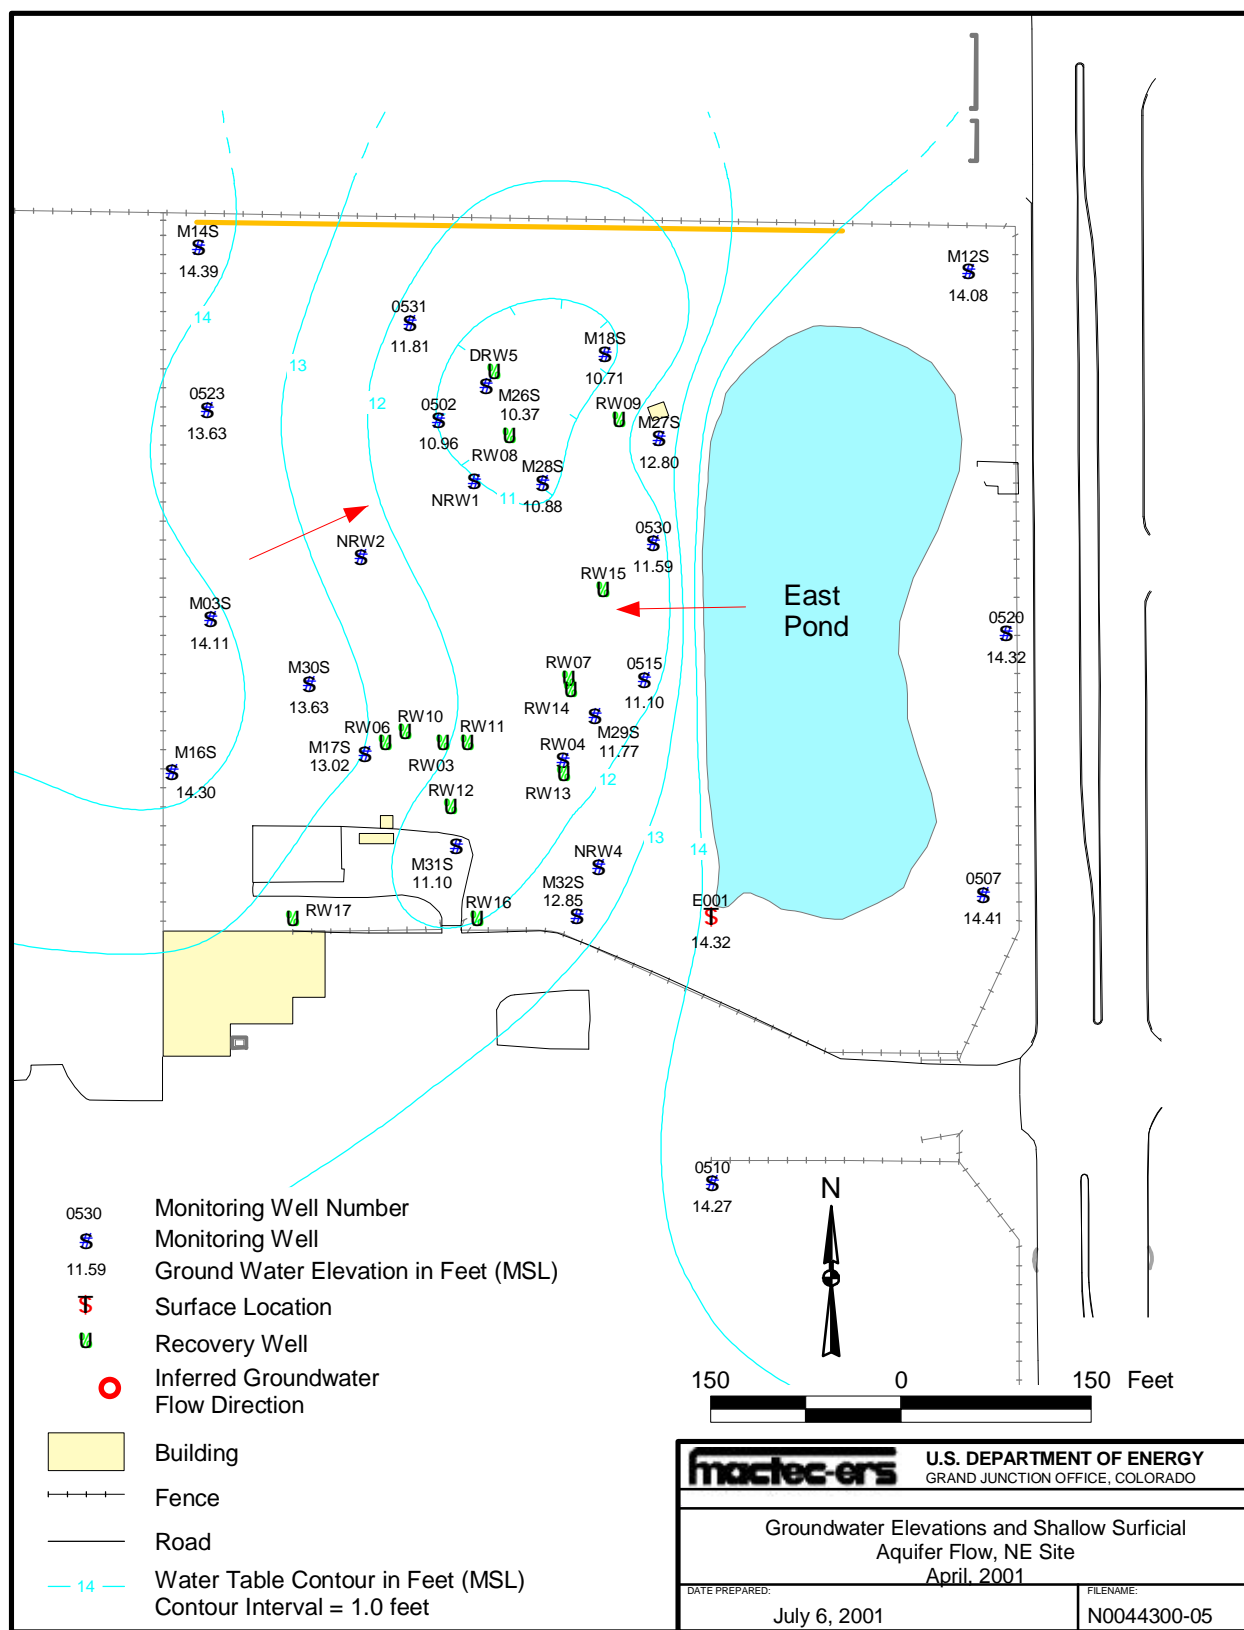 M14S
14.39
14
0523
13.63
13
0531
11.81
12
DRW5
M26S
10.37
0502
10.96
RW08
NRW1
M28S
10.88
11
M18S
10.71
RW09
M27S
12.80
M12S
14.08
0530
11.59
NRW2
RW15
East
Pond
M03S
14.11
0520
14.32
M30S
13.63
RW07
RW14
0515
11.10
M29S
11.77
RW10
RW06
RW11
RW03
M17S
13.02
M16S
14.30
RW04
RW13
12
RW12
13
14
M31S
11.10
NRW4
M32S
12.85
RW17
RW16
E001
14.32
0507
14.41
0510
14.27
N
0530
Monitoring Well Number
Monitoring Well
11.59
Ground Water Elevation in Feet (MSL)
Surface Location
Recovery Well
Inferred Groundwater
Flow Direction
Building
Fence
Road
14
Water Table Contour in Feet (MSL)
Contour Interval = 1.0 feet
150 0 150 Feet
mactec-ers
U.S. DEPARTMENT OF ENERGY
GRAND JUNCTION OFFICE, COLORADO
Groundwater Elevations and Shallow Surficial
Aquifer Flow, NE Site
April, 2001
DATE PREPARED:
July 6, 2001
FILENAME:
N0044300-05